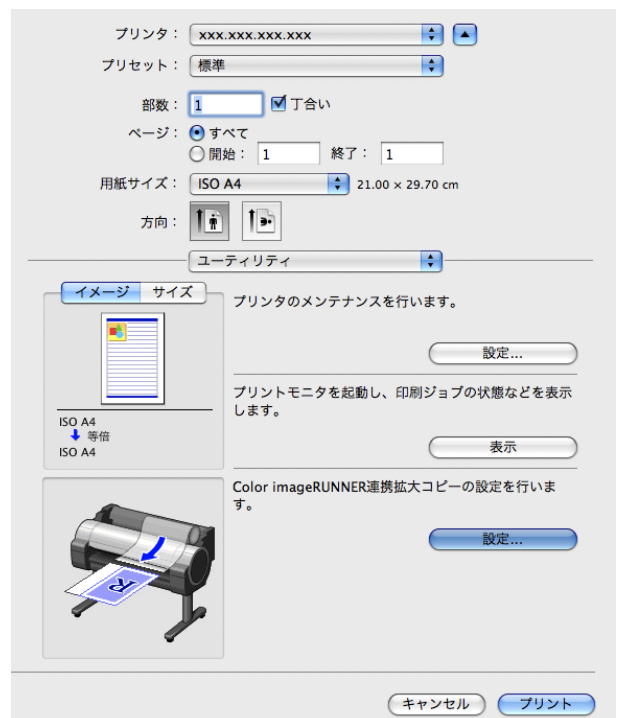 プリンタ： xxx.xxx.xxx.xxx
プリセット： 標準
部数： 1 丁合い
ページ： すべて
開始： 1 終了： 1
用紙サイズ： ISO A4 21.00 × 29.70 cm
方向：
ユーティリティ
イメージ サイズ
プリンタのメンテナンスを行います。
設定...
プリントモニタを起動し、印刷ジョブの状態などを表示
します。
表示
ISO A4
等倍
ISO A4
Color imageRUNNER連携拡大コピーの設定を行いま
す。
設定...
R
キャンセル プリント